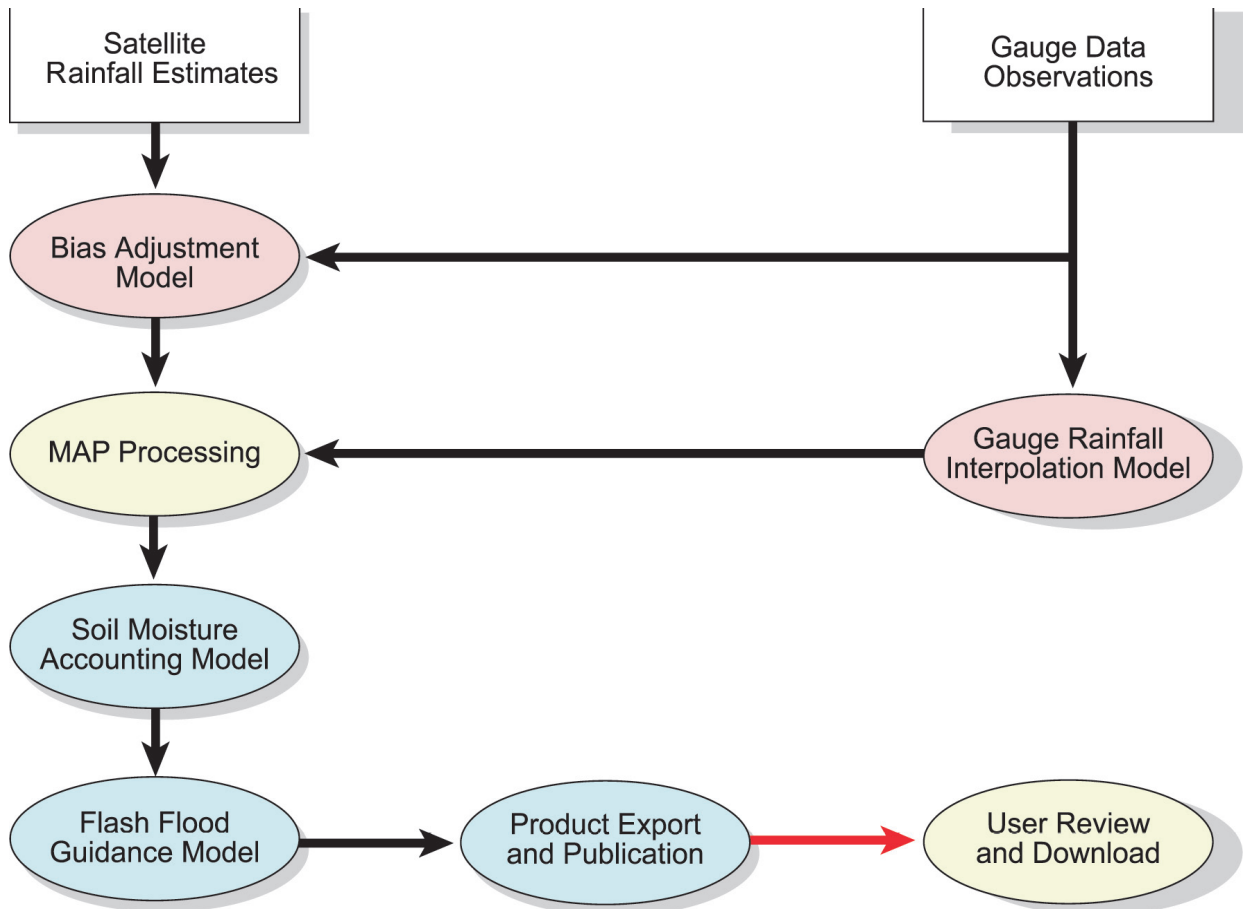 Satellite
Rainfall Estimates
Gauge Data
Observations
Bias Adjustment
Model
MAP Processing
Gauge Rainfall
Interpolation Model
Soil Moisture
Accounting Model
Flash Flood
Guidance Model
Product Export
and Publication
User Review
and Download